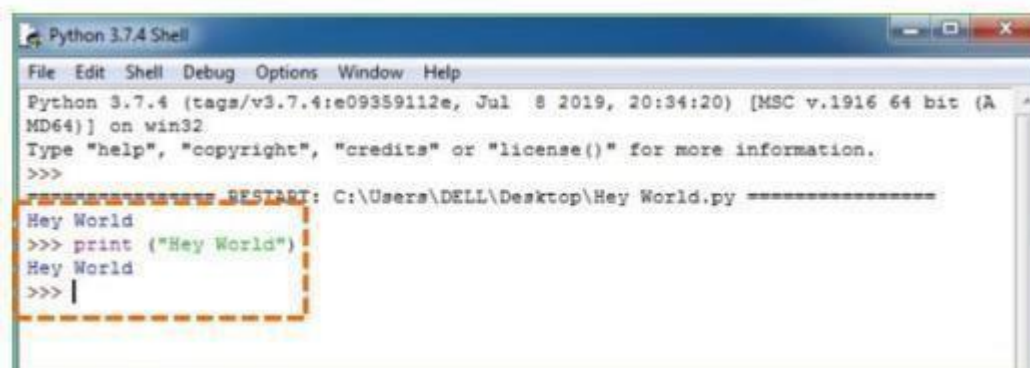 Python 3.7.4 Shell
File Edit Shell Debug Options Window Help
Python 3.7.4 (tags/v3.7.4:e09359112e, Jul 8 2019, 20:34:20) [MSC v.1916 64 bit (A
MD64)] on win32
Type "help", "copyright", "credits" or "license()" for more information.
>>>
================ RESTART: C:\Users\DELL\Desktop\Hey World.py ================
Hey World
>>> print ("Hey World")
Hey World
>>>